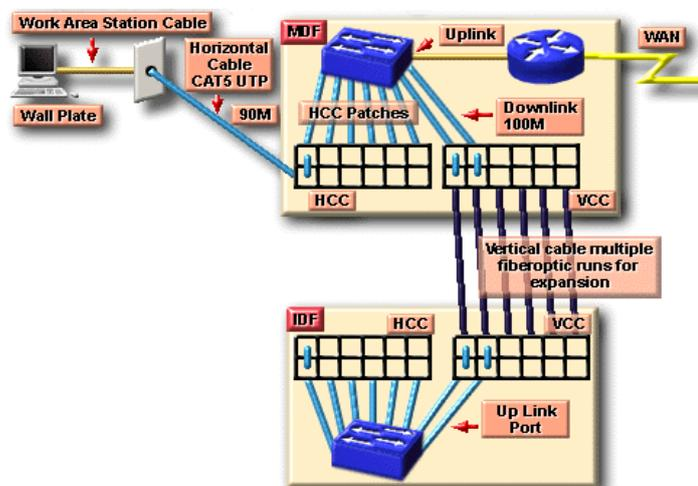 Work Area Station Cable
Wall Plate
Horizontal
Cable
CAT5 UTP
90M
MDF
Uplink
WAN
HCC Patches
Downlink
100M
HCC
VCC
Vertical cable multiple
fiberoptic runs for
expansion
IDF
HCC
VCC
Up Link
Port